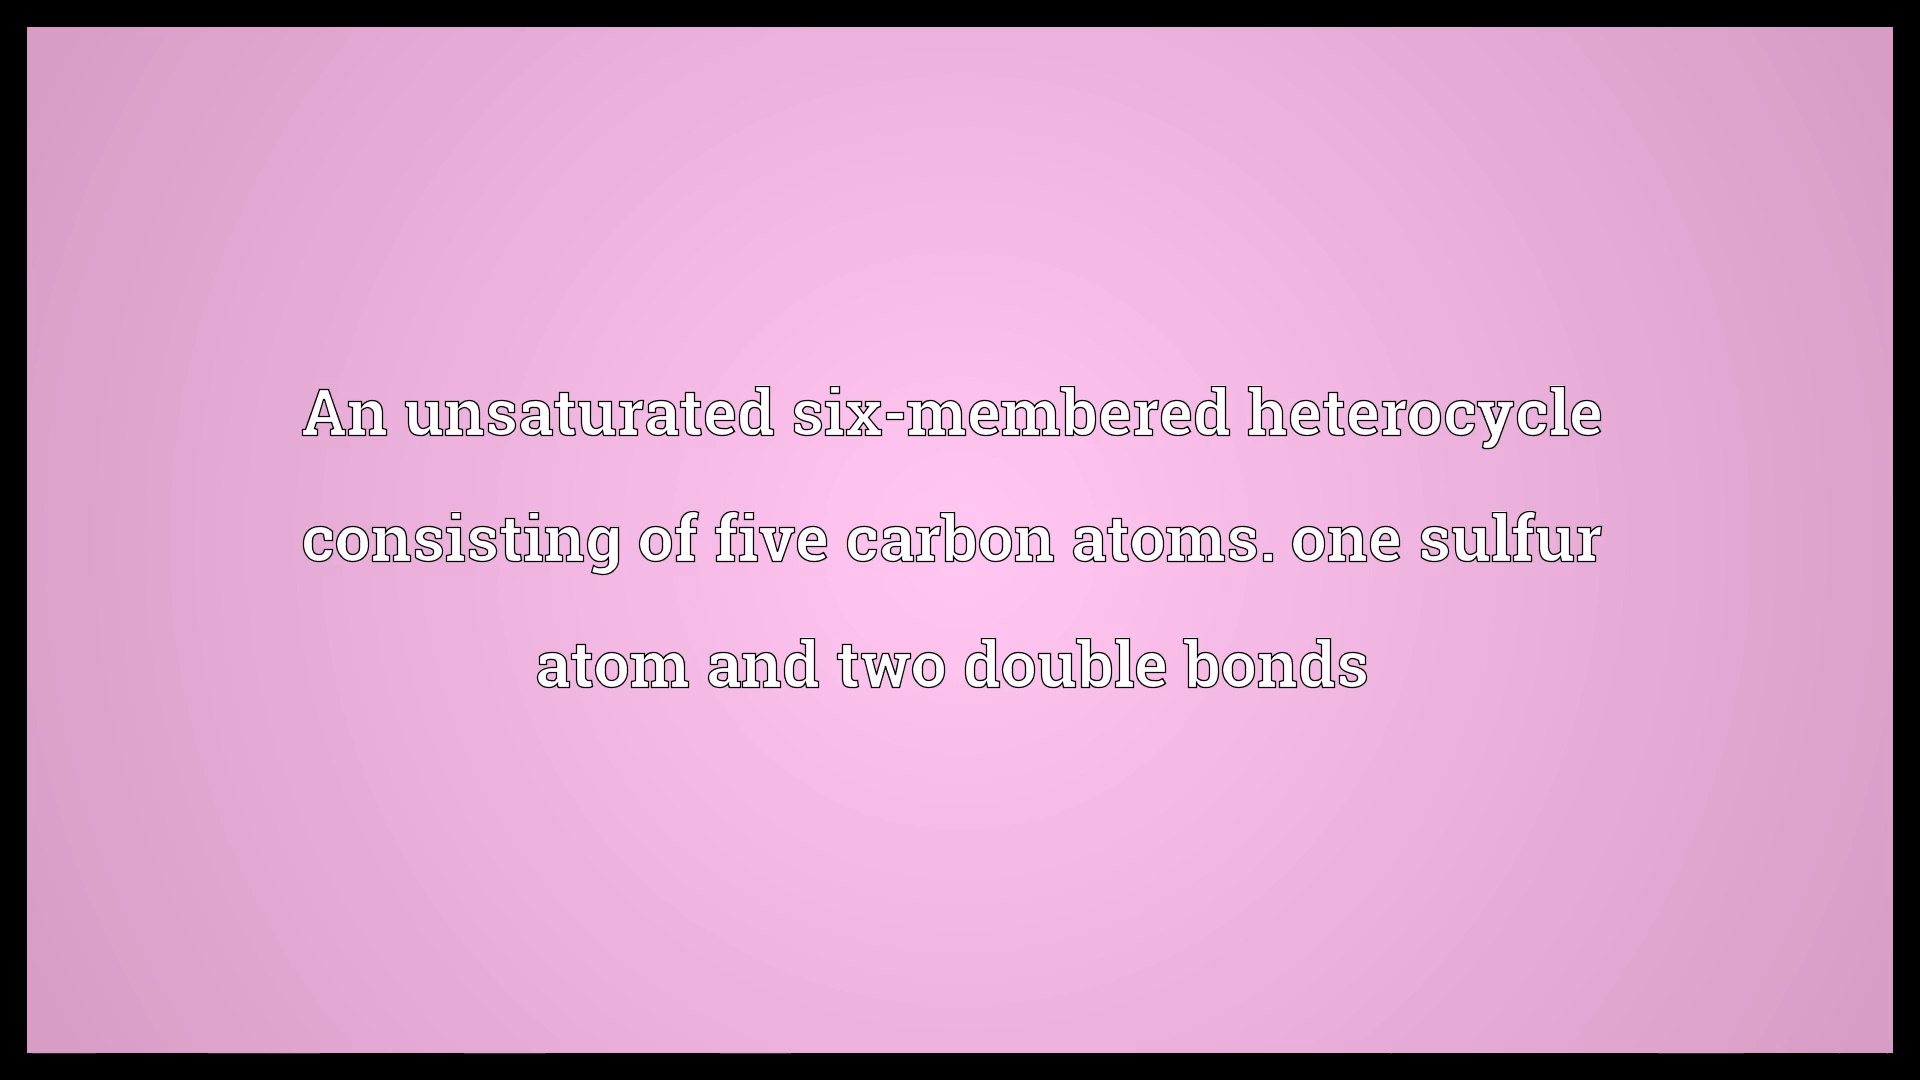 An unsaturated six-membered heterocycle
consisting of five carbon atoms. one sulfur
atom and two double bonds